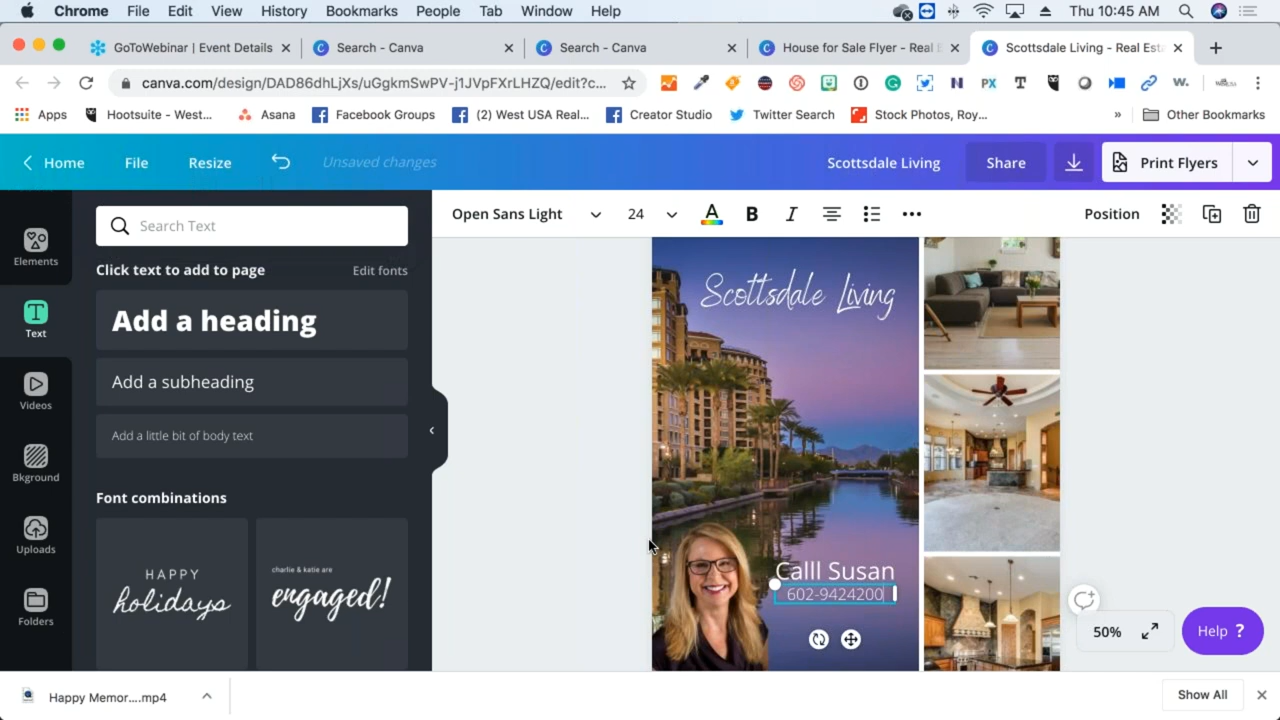 Chrome File Edit View History Bookmarks People Tab Window Help Thu 10:45 AM
GoToWebinar | Event Details Search - Canva Search - Canva House for Sale Flyer - Real E Scottsdale Living - Real Esta
canva.com/design/DAD86dhLjXs/uGgkmSwPV-j1JVpFXrLHZQ/edit?c...
Apps Hootsuite - West... Asana Facebook Groups (2) West USA Real... Creator Studio Twitter Search Stock Photos, Roy... » Other Bookmarks
Home File Resize Unsaved changes Scottsdale Living Share Print Flyers
Search Text
Open Sans Light 24 A B I Position
Elements
Click text to add to page Edit fonts
Add a heading
Text
Add a subheading
Videos
Add a little bit of body text
Bkground
Font combinations
Uploads
HAPPY
holidays
charlie & katie are
engaged!
Folders
Scottsdale Living
Calll Susan
602-9424200
50%
Help ?
Happy Memor....mp4
Show All